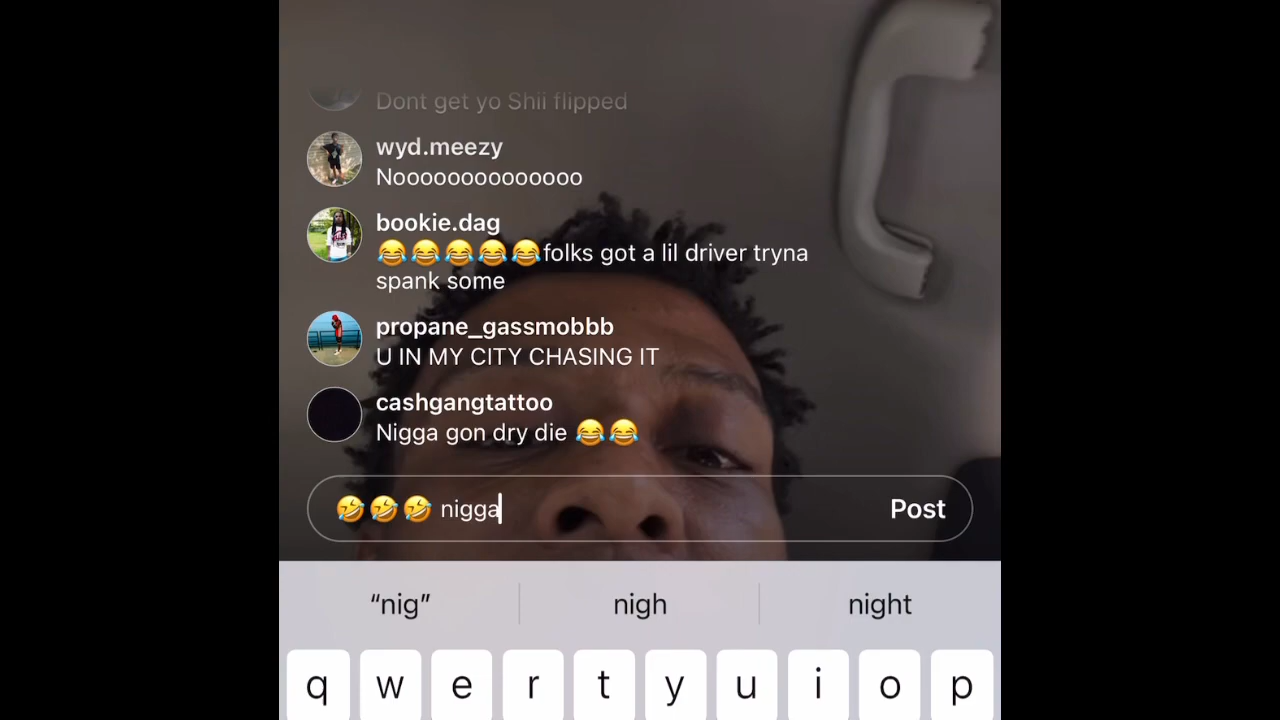 Dont get yo Shii flipped
wyd.meezy
Noooooooooooooo
bookie.dag
😂😂😂😂😂folks got a lil driver tryna
spank some
propane_gassmobbb
U IN MY CITY CHASING IT
cashgangtattoo
Nigga gon dry die 😂😂
🤣🤣🤣 nigga
Post
“nig” nigh night
q w e r t y u i o p